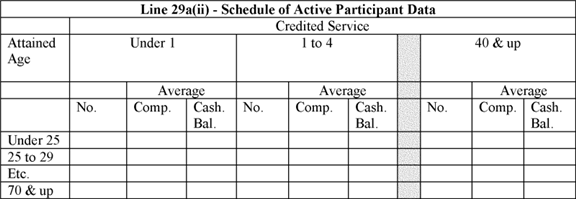 Line 29a(ii) - Schedule of Active Participant Data
Credited Service
Attained Age Under 1 1 to 4 40 & up
Average Average Average
No. Comp. Cash. Bal. No. Comp. Cash. Bal. No. Comp. Cash. Bal.
Under 25
25 to 29
Etc.
70 & up